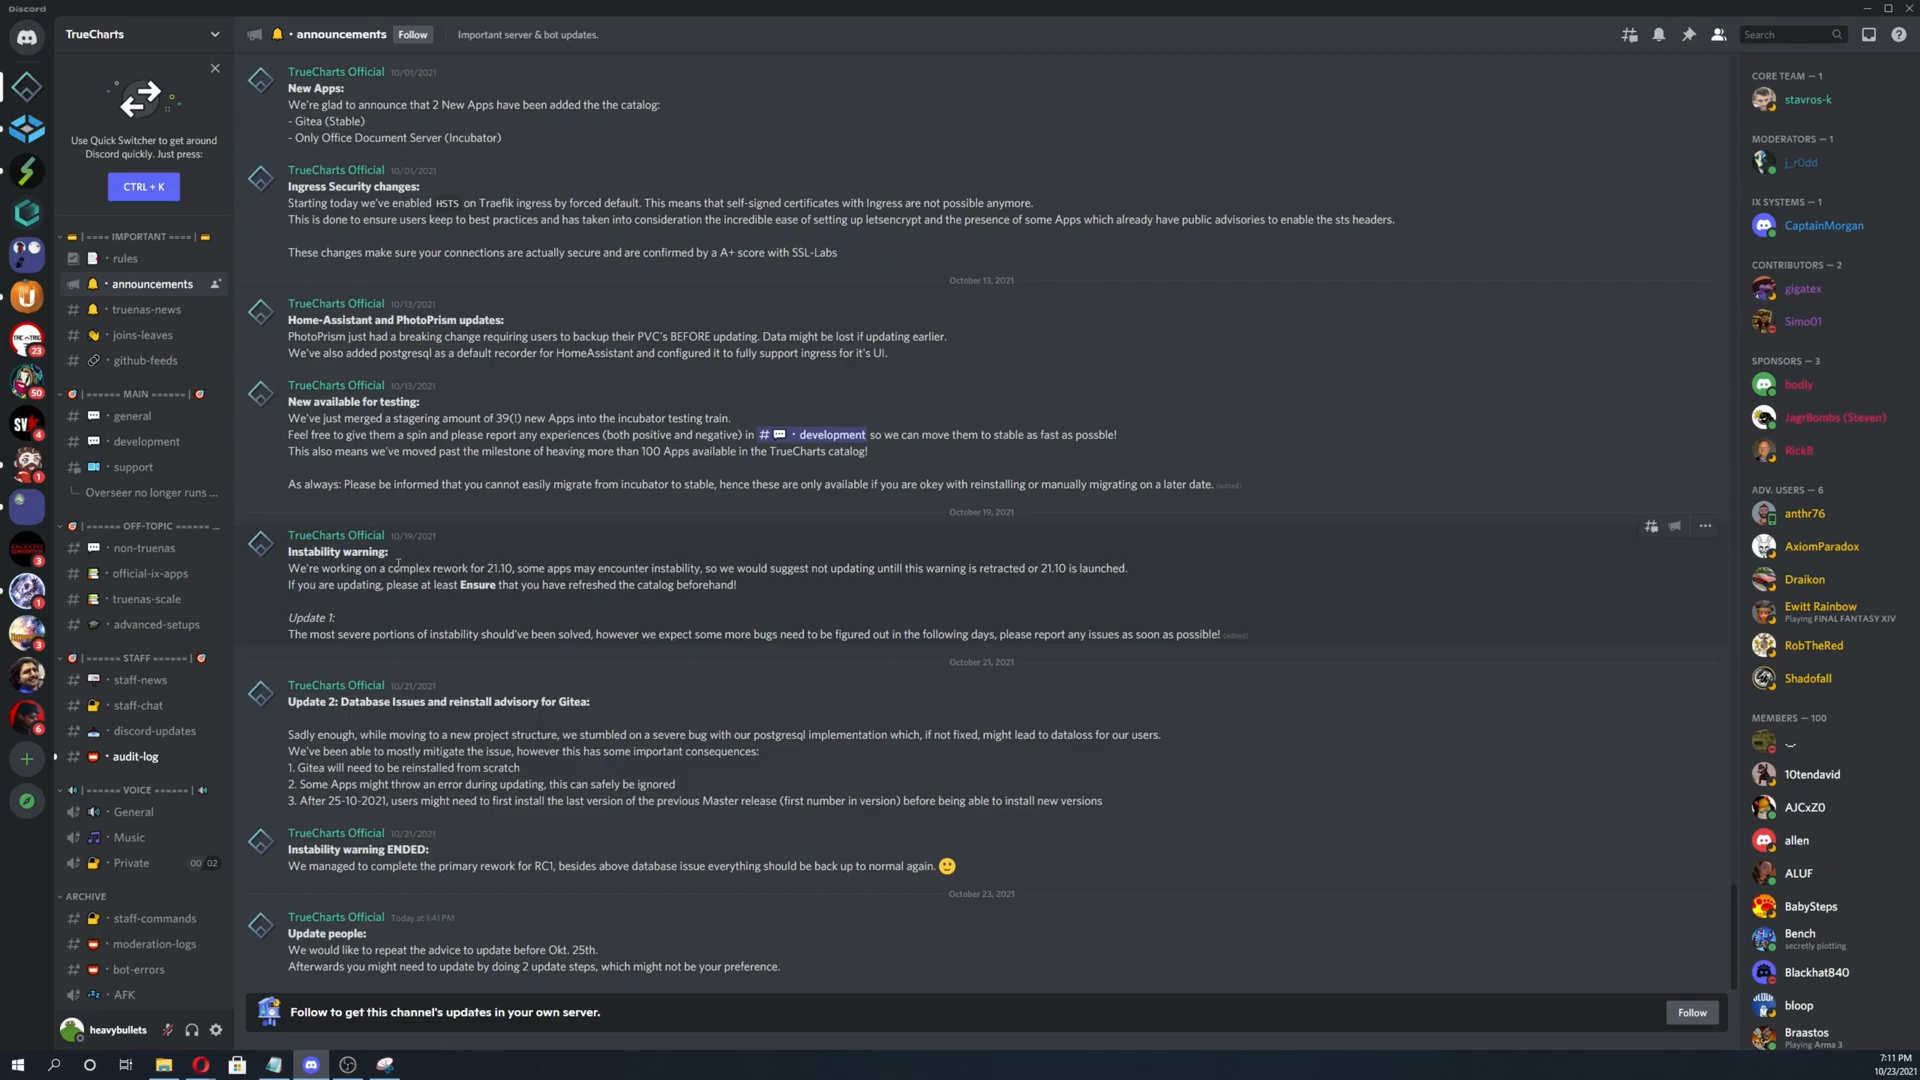 Discord
TrueCharts
Use Quick Switcher to get around
Discord quickly. Just press:
CTRL + K
| ==== IMPORTANT ==== |
rules
announcements
truenas-news
joins-leaves
github-feeds
| ====== MAIN ====== |
general
development
support
Overseer no longer runs ...
| ====== OFF-TOPIC ====== ...
non-truenas
official-ix-apps
truenas-scale
advanced-setups
| ====== STAFF ====== |
staff-news
staff-chat
discord-updates
audit-log
| ====== VOICE ====== |
General
Music
Private 00 02
ARCHIVE
staff-commands
moderation-logs
bot-errors
AFK
heavybullets
23
50
SV
4
1
3
1
3
6
announcements Follow Important server & bot updates.
Search
TrueCharts Official 10/01/2021
New Apps:
We're glad to announce that 2 New Apps have been added the the catalog:
- Gitea (Stable)
- Only Office Document Server (Incubator)
TrueCharts Official 10/01/2021
Ingress Security changes:
Starting today we've enabled HSTS on Traefik ingress by forced default. This means that self-signed certificates with Ingress are not possible anymore.
This is done to ensure users keep to best practices and has taken into consideration the incredible ease of setting up letsencrypt and the presence of some Apps which already have public advisories to enable the sts headers.
These changes make sure your connections are actually secure and are confirmed by a A+ score with SSL-Labs
October 13, 2021
TrueCharts Official 10/13/2021
Home-Assistant and PhotoPrism updates:
PhotoPrism just had a breaking change requiring users to backup their PVC's BEFORE updating. Data might be lost if updating earlier.
We've also added postgresql as a default recorder for HomeAssistant and configured it to fully support ingress for it's UI.
TrueCharts Official 10/13/2021
New available for testing:
We've just merged a stagering amount of 39(!) new Apps into the incubator testing train.
Feel free to give them a spin and please report any experiences (both positive and negative) in # development so we can move them to stable as fast as possble!
This also means we've moved past the milestone of heaving more than 100 Apps available in the TrueCharts catalog!
As always: Please be informed that you cannot easily migrate from incubator to stable, hence these are only available if you are okey with reinstalling or manually migrating on a later date. (edited)
October 19, 2021
TrueCharts Official 10/19/2021
Instability warning:
We're working on a complex rework for 21.10, some apps may encounter instability, so we would suggest not updating untill this warning is retracted or 21.10 is launched.
If you are updating, please at least Ensure that you have refreshed the catalog beforehand!
Update 1:
The most severe portions of instability should've been solved, however we expect some more bugs need to be figured out in the following days, please report any issues as soon as possible! (edited)
October 21, 2021
TrueCharts Official 10/21/2021
Update 2: Database Issues and reinstall advisory for Gitea:
Sadly enough, while moving to a new project structure, we stumbled on a severe bug with our postgresql implementation which, if not fixed, might lead to dataloss for our users.
We've been able to mostly mitigate the issue, however this has some important consequences:
1. Gitea will need to be reinstalled from scratch
2. Some Apps might throw an error during updating, this can safely be ignored
3. After 25-10-2021, users might need to first install the last version of the previous Master release (first number in version) before being able to install new versions
TrueCharts Official 10/21/2021
Instability warning ENDED:
We managed to complete the primary rework for RC1, besides above database issue everything should be back up to normal again.
October 23, 2021
TrueCharts Official Today at 1:41 PM
Update people:
We would like to repeat the advice to update before Okt. 25th.
Afterwards you might need to update by doing 2 update steps, which might not be your preference.
Follow to get this channel's updates in your own server.
Follow
CORE TEAM — 1
stavros-k
MODERATORS — 1
j_r0dd
IX SYSTEMS — 1
CaptainMorgan
CONTRIBUTORS — 2
gigatex
Simo01
SPONSORS — 3
bodly
JagrBombs (Steven)
RickB
ADV. USERS — 6
anthr76
AxiomParadox
Draikon
Ewitt Rainbow
Playing FINAL FANTASY XIV
RobTheRed
Shadofall
MEMBERS — 100
._.
10tendavid
AJCxZ0
allen
ALUF
BabySteps
Bench
secretly plotting
Blackhat840
bloop
Braastos
Playing Arma 3
7:11 PM
10/23/2021